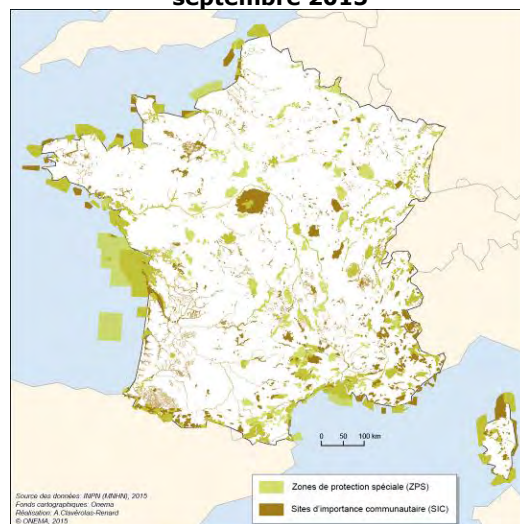 septembre 2015
0 50 100 km
Source des données: INPN (MNHN), 2015
Fonds cartographiques: Onema
Réalisation : A.Clavérolas-Renard
© ONEMA, 2015
Zones de protection spéciale (ZPS)
Sites d'importance communautaire (SIC)